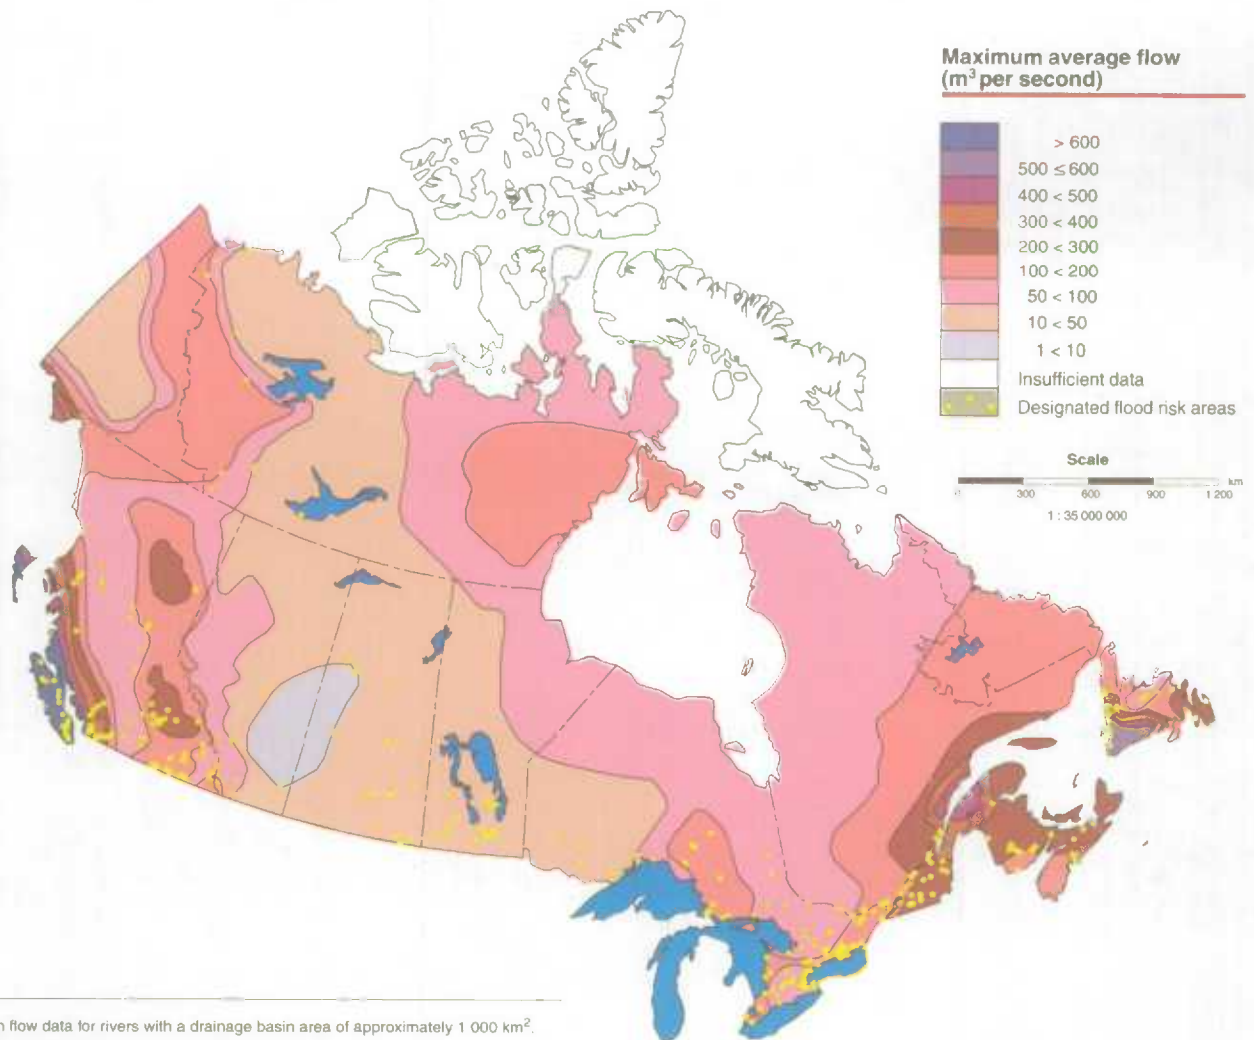 Maximum average flow
(m³ per second)
> 600
500 ≤ 600
400 < 500
300 < 400
200 < 300
100 < 200
50 < 100
10 < 50
1 < 10
Insufficient data
Designated flood risk areas
Scale
0 300 600 900 1 200 km
1 : 35 000 000
flow data for rivers with a drainage basin area of approximately 1 000 km².